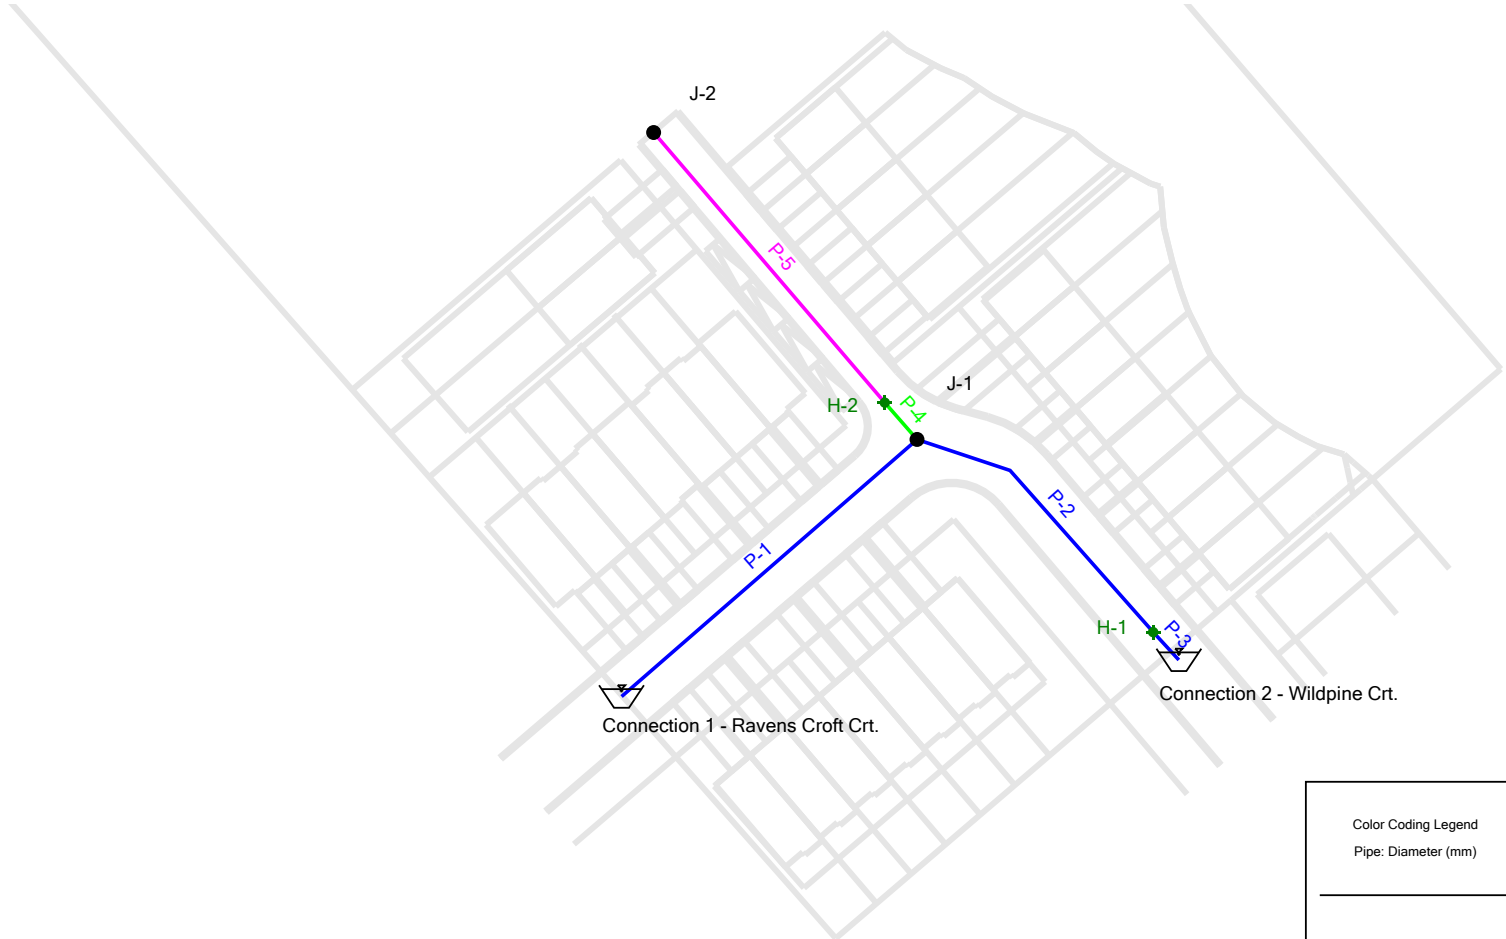 J-2
P-5
J-1
H-2
P-4
P-2
P-1
H-1
P-3
Connection 2 - Wildpine Crt.
Connection 1 - Ravens Croft Crt.
Color Coding Legend
Pipe: Diameter (mm)